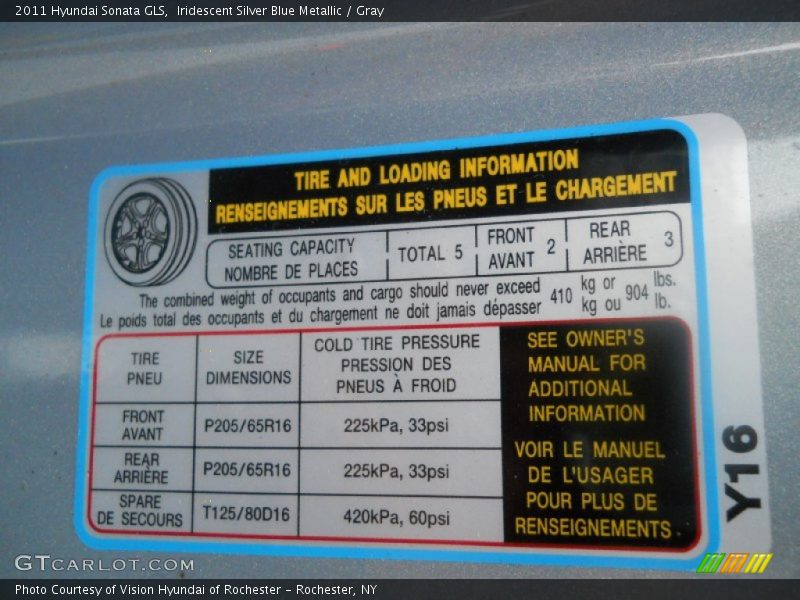 2011 Hyundai Sonata GLS, Iridescent Silver Blue Metallic / Gray
TIRE AND LOADING INFORMATION
RENSEIGNEMENTS SUR LES PNEUS ET LE CHARGEMENT
SEATING CAPACITY
NOMBRE DE PLACES
TOTAL 5
FRONT
AVANT
2
REAR
ARRIÈRE
3
The combined weight of occupants and cargo should never exceed
Le poids total des occupants et du chargement ne doit jamais dépasser
410
kg or
kg ou
904
lbs.
lb.
TIRE
PNEU
SIZE
DIMENSIONS
COLD TIRE PRESSURE
PRESSION DES
PNEUS À FROID
FRONT
AVANT
P205/65R16
225kPa, 33psi
REAR
ARRIÈRE
P205/65R16
225kPa, 33psi
SPARE
DE SECOURS
T125/80D16
420kPa, 60psi
SEE OWNER'S
MANUAL FOR
ADDITIONAL
INFORMATION
VOIR LE MANUEL
DE L'USAGER
POUR PLUS DE
RENSEIGNEMENTS
Y16
GTCARLOT.COM
Photo Courtesy of Vision Hyundai of Rochester - Rochester, NY